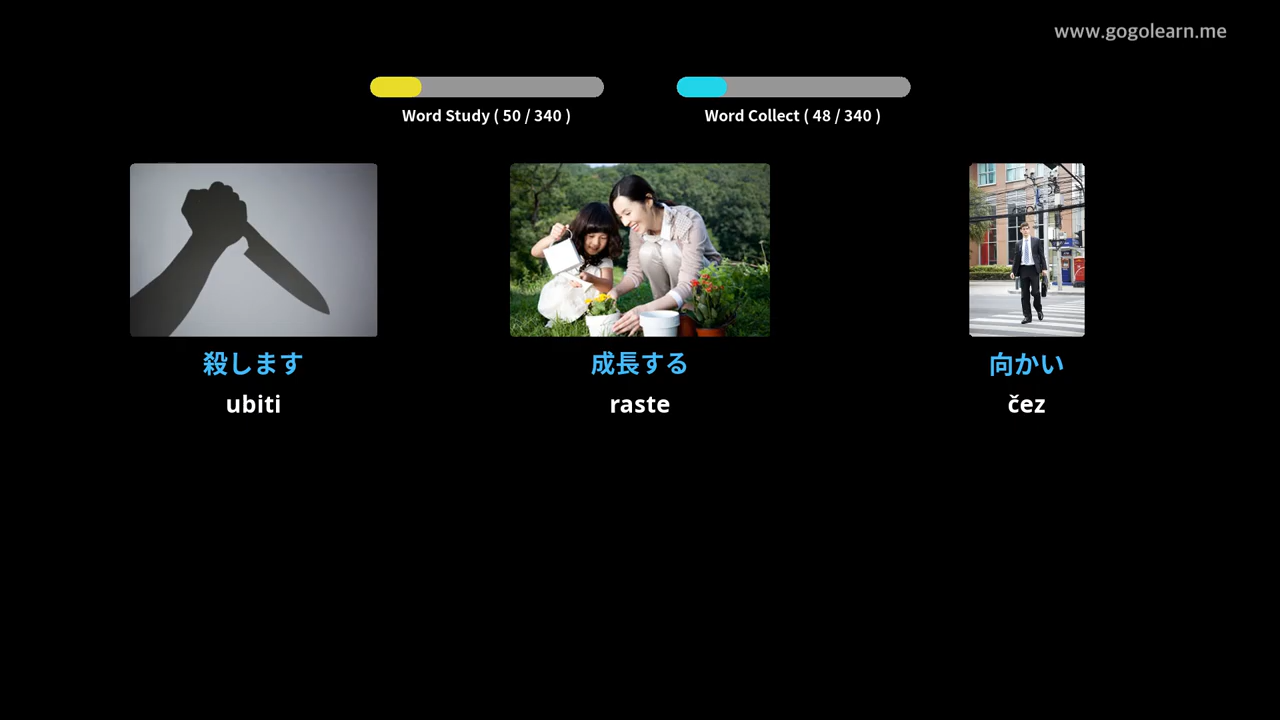 www.gogolearn.me
Word Study ( 50 / 340 )
Word Collect ( 48 / 340 )
殺します
成長する
向かい
ubiti
raste
čez